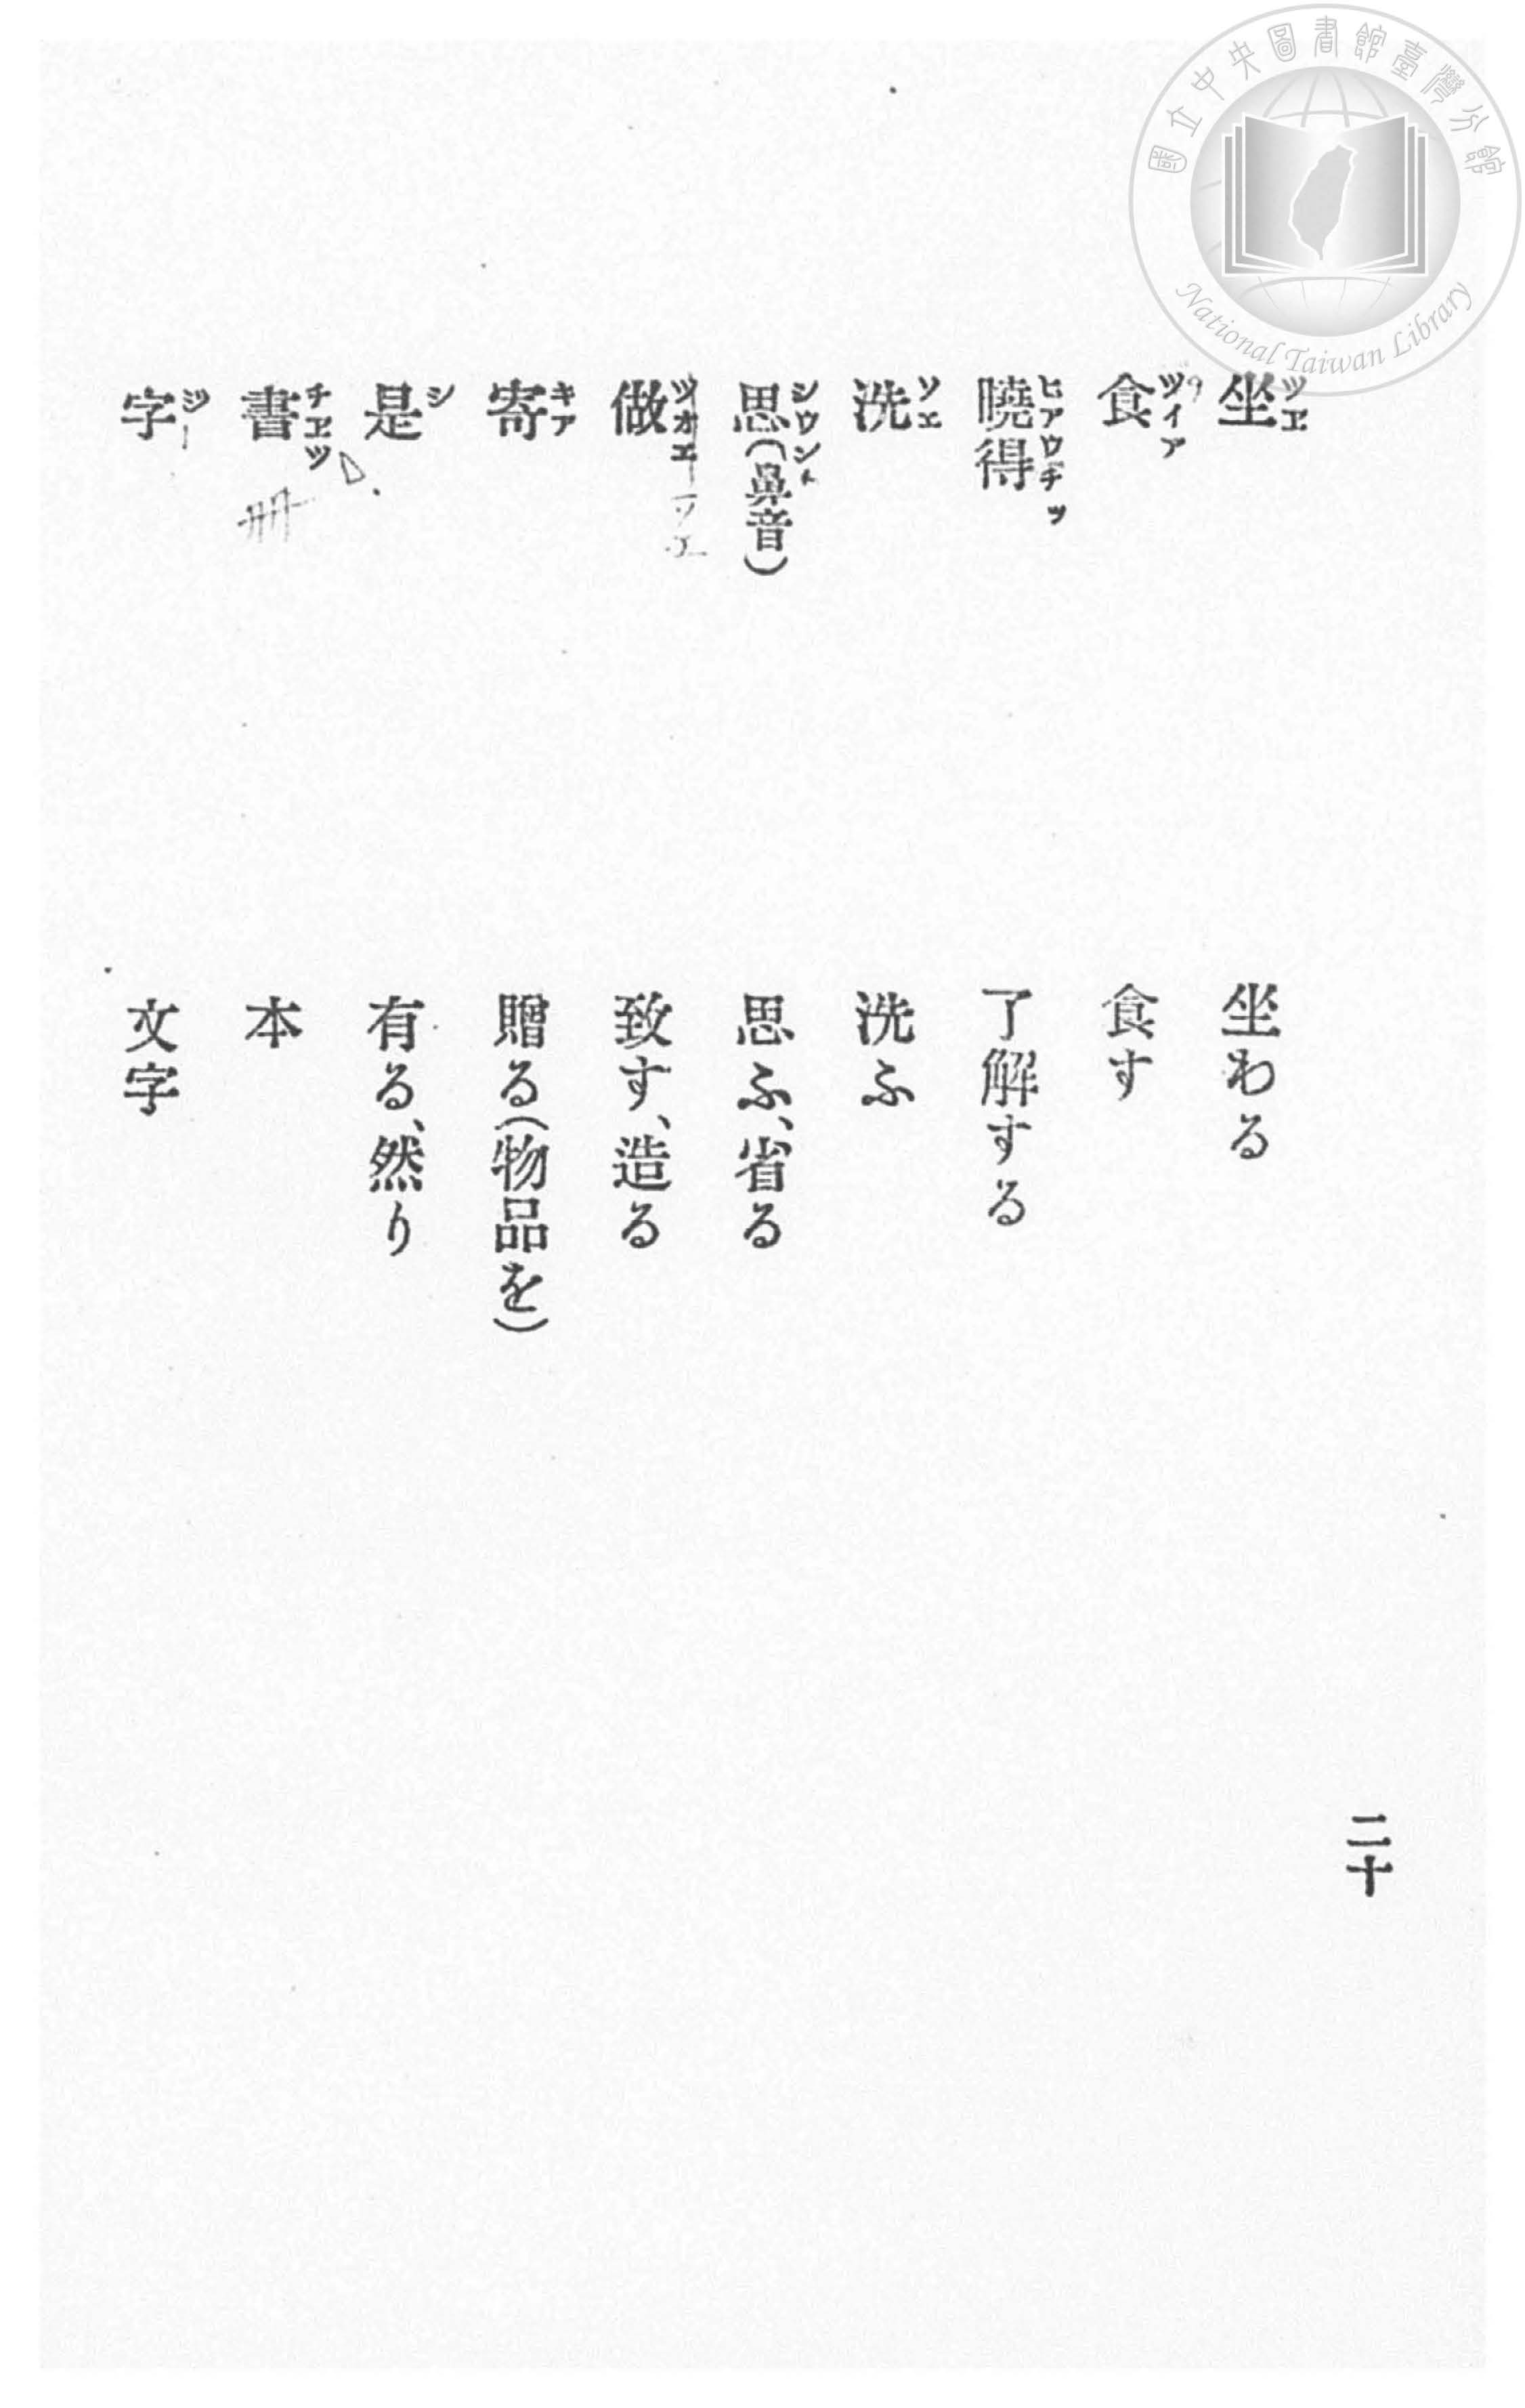 國立中央圖書館臺灣分館
National Taiwan Library
二十
坐 ツエ 坐わる
食 ツイア 食す
曉得 ヒアウチッ 了解する
洗 ツエ 洗ふ
思(鼻音) シウン 思ふ、省る
做 ツオエ 致す、造る
寄 キア 贈る(物品を)
是 シ 有る、然り
書 チエツ 本
冊
字 ジー 文字